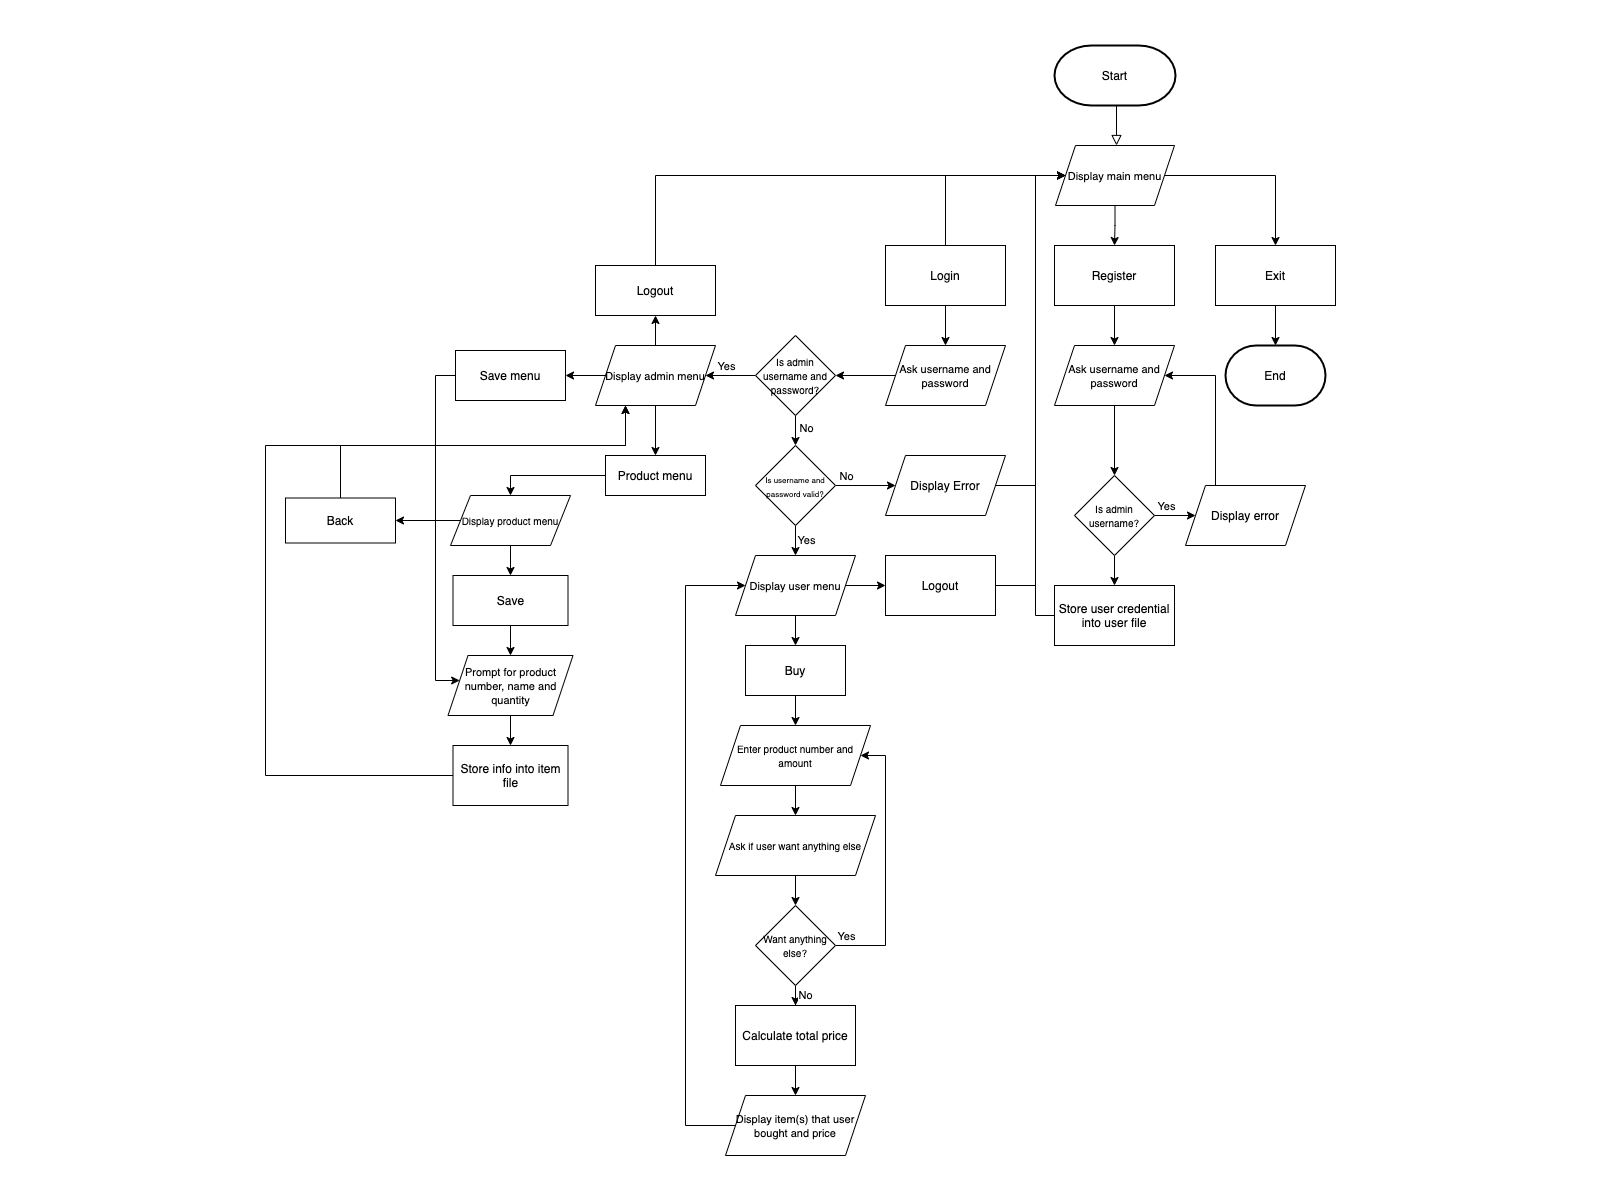 Start
Display main menu
Login
Register
Exit
Logout
Save menu
Display admin menu
Yes
Is admin
username and
password?
Ask username and
password
Ask username and
password
End
No
Product menu
Is username and
password valid?
No
Display Error
Back
Display product menu
Is admin
username?
Yes
Display error
Yes
Save
Display user menu
Logout
Store user credential
into user file
Prompt for product
number, name and
quantity
Buy
Store info into item
file
Enter product number and
amount
Ask if user want anything else
Want anything
else?
Yes
No
Calculate total price
Display item(s) that user
bought and price